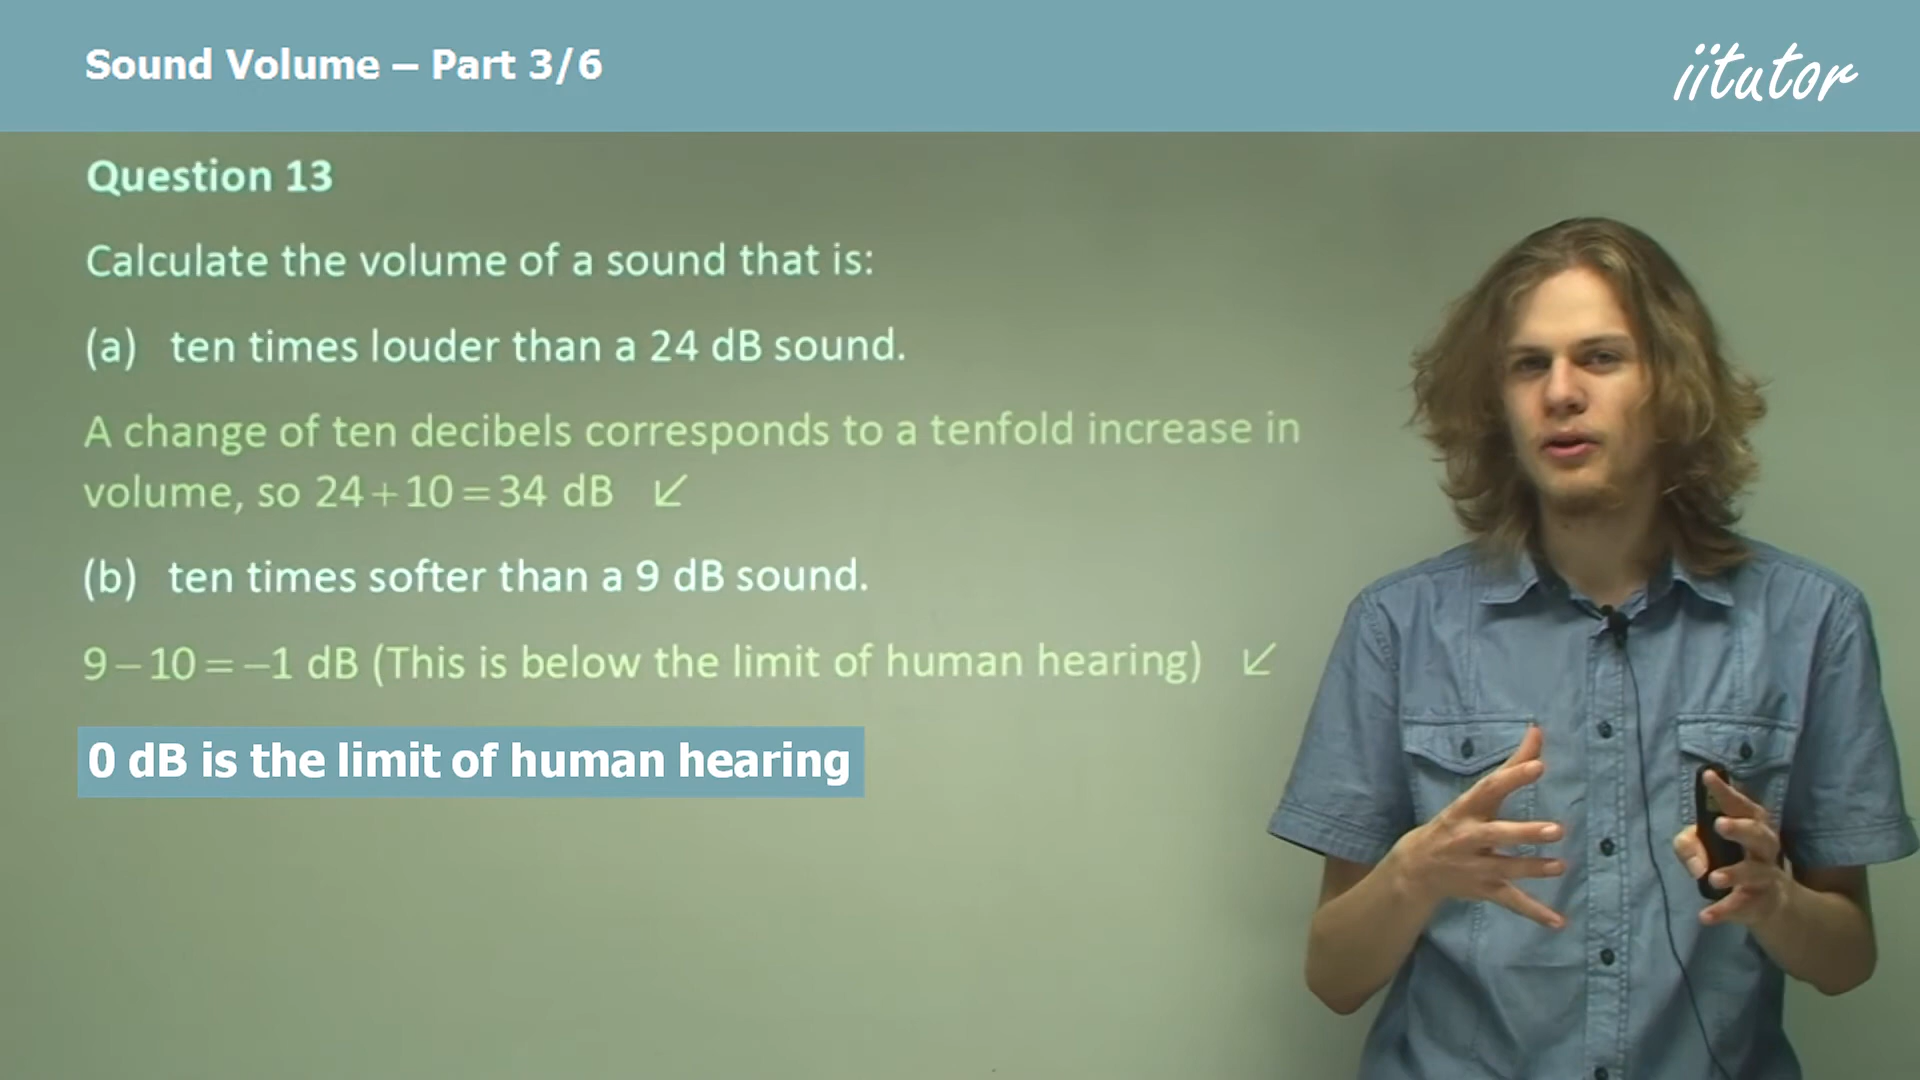 Sound Volume – Part 3/6
iitutor
Question 13
Calculate the volume of a sound that is:
(a) ten times louder than a 24 dB sound.
A change of ten decibels corresponds to a tenfold increase in
volume, so 24+10=34 dB ↙
(b) ten times softer than a 9 dB sound.
9−10=−1 dB (This is below the limit of human hearing) ↙
0 dB is the limit of human hearing